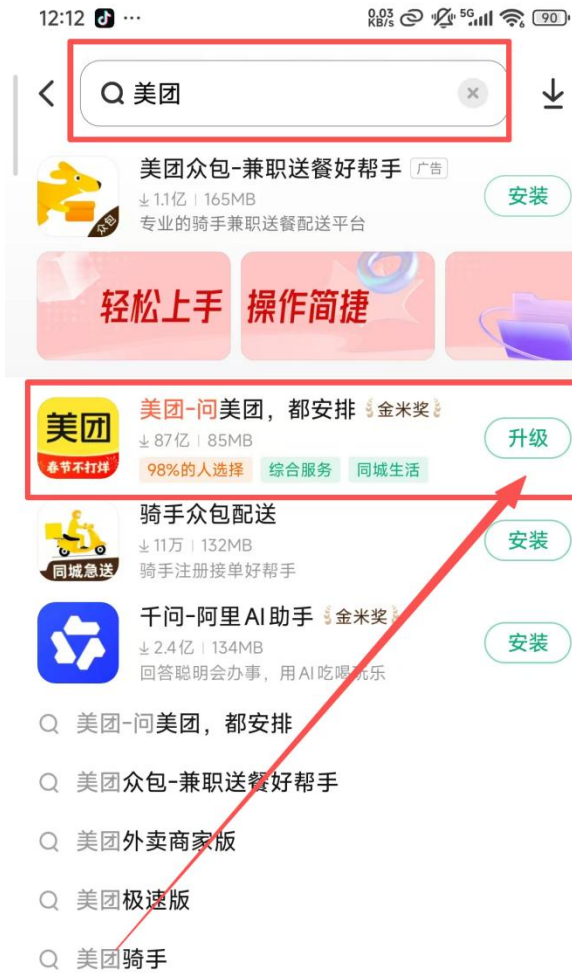 12:12 ...
0.03 KB/s 5G 6 90
美团
美团众包-兼职送餐好帮手 广告
1.1亿 | 165MB
专业的骑手兼职送餐配送平台
众包
安装
轻松上手 操作简捷
美团
春节不打烊
美团-问美团，都安排 金米奖
87亿 | 85MB
98%的人选择 综合服务 同城生活
升级
骑手众包配送
11万 | 132MB
骑手注册接单好帮手
同城急送
安装
千问-阿里AI助手 金米奖
2.4亿 | 134MB
回答聪明会办事，用AI吃喝玩乐
安装
美团-问美团，都安排
美团众包-兼职送餐好帮手
美团外卖商家版
美团极速版
美团骑手